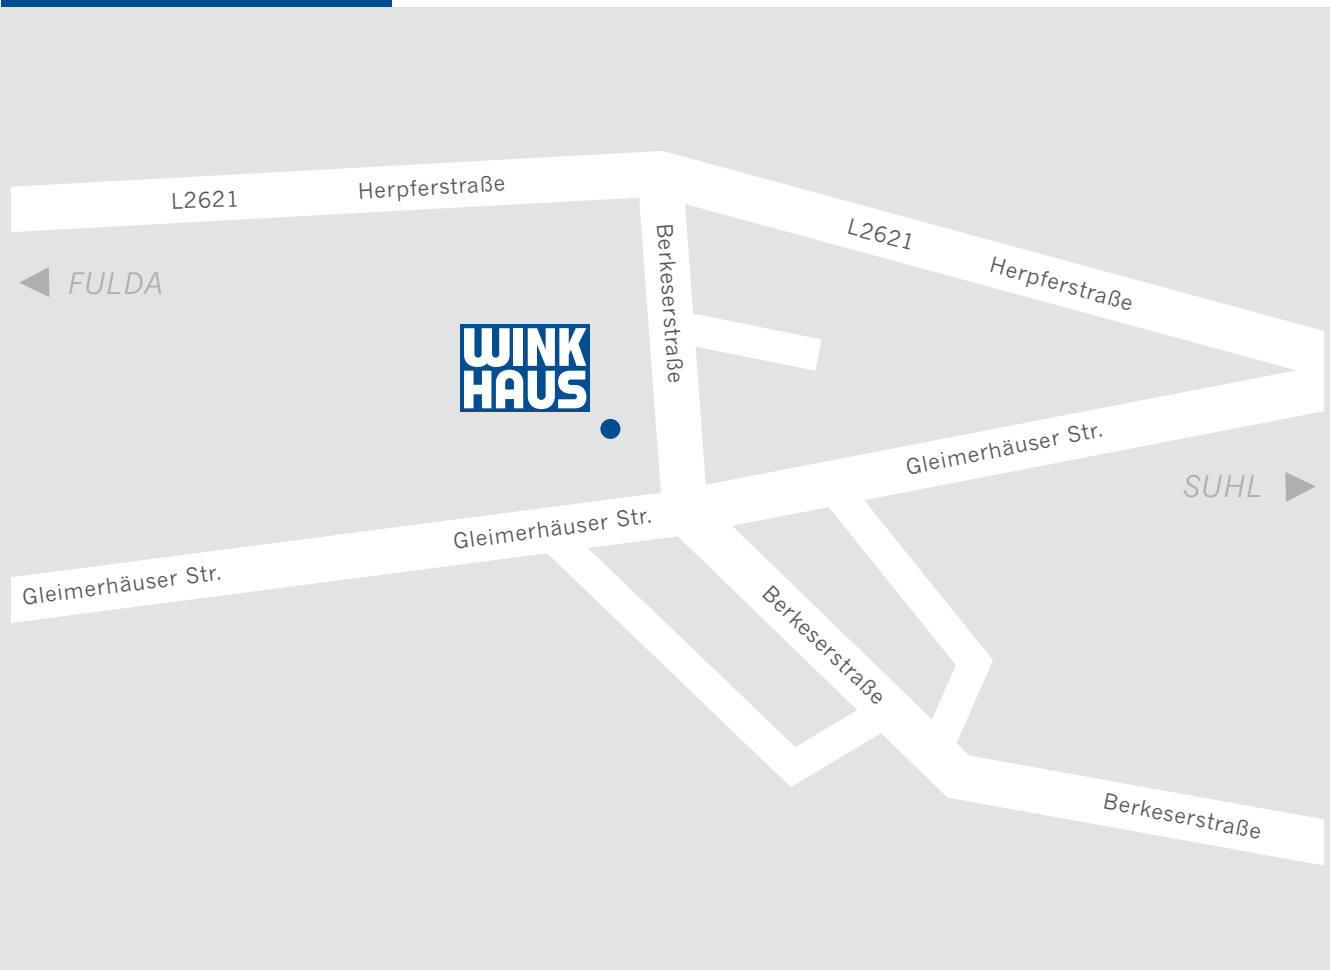 L2621
Herpferstraße
Berkeserstraße
L2621
Herpferstraße
FULDA
WINK
HAUS
Gleimerhäuser Str.
SUHL
Gleimerhäuser Str.
Gleimerhäuser Str.
Berkeserstraße
Berkeserstraße